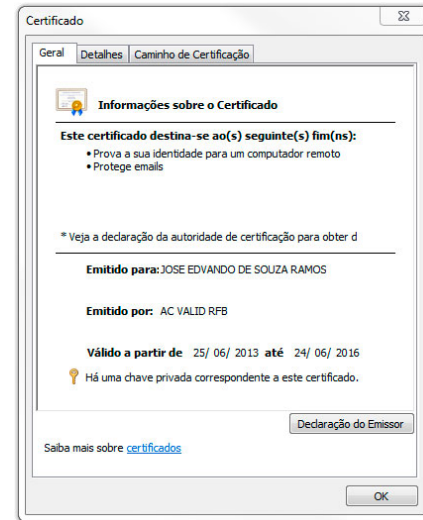 Certificado
Geral Detalhes Caminho de Certificação
Informações sobre o Certificado
Este certificado destina-se ao(s) seguinte(s) fim(ns):
• Prova a sua identidade para um computador remoto
• Protege emails
* Veja a declaração da autoridade de certificação para obter d
Emitido para: JOSE EDVANDO DE SOUZA RAMOS
Emitido por: AC VALID RFB
Válido a partir de 25/ 06/ 2013 até 24/ 06/ 2016
Há uma chave privada correspondente a este certificado.
Declaração do Emissor
Saiba mais sobre certificados
OK